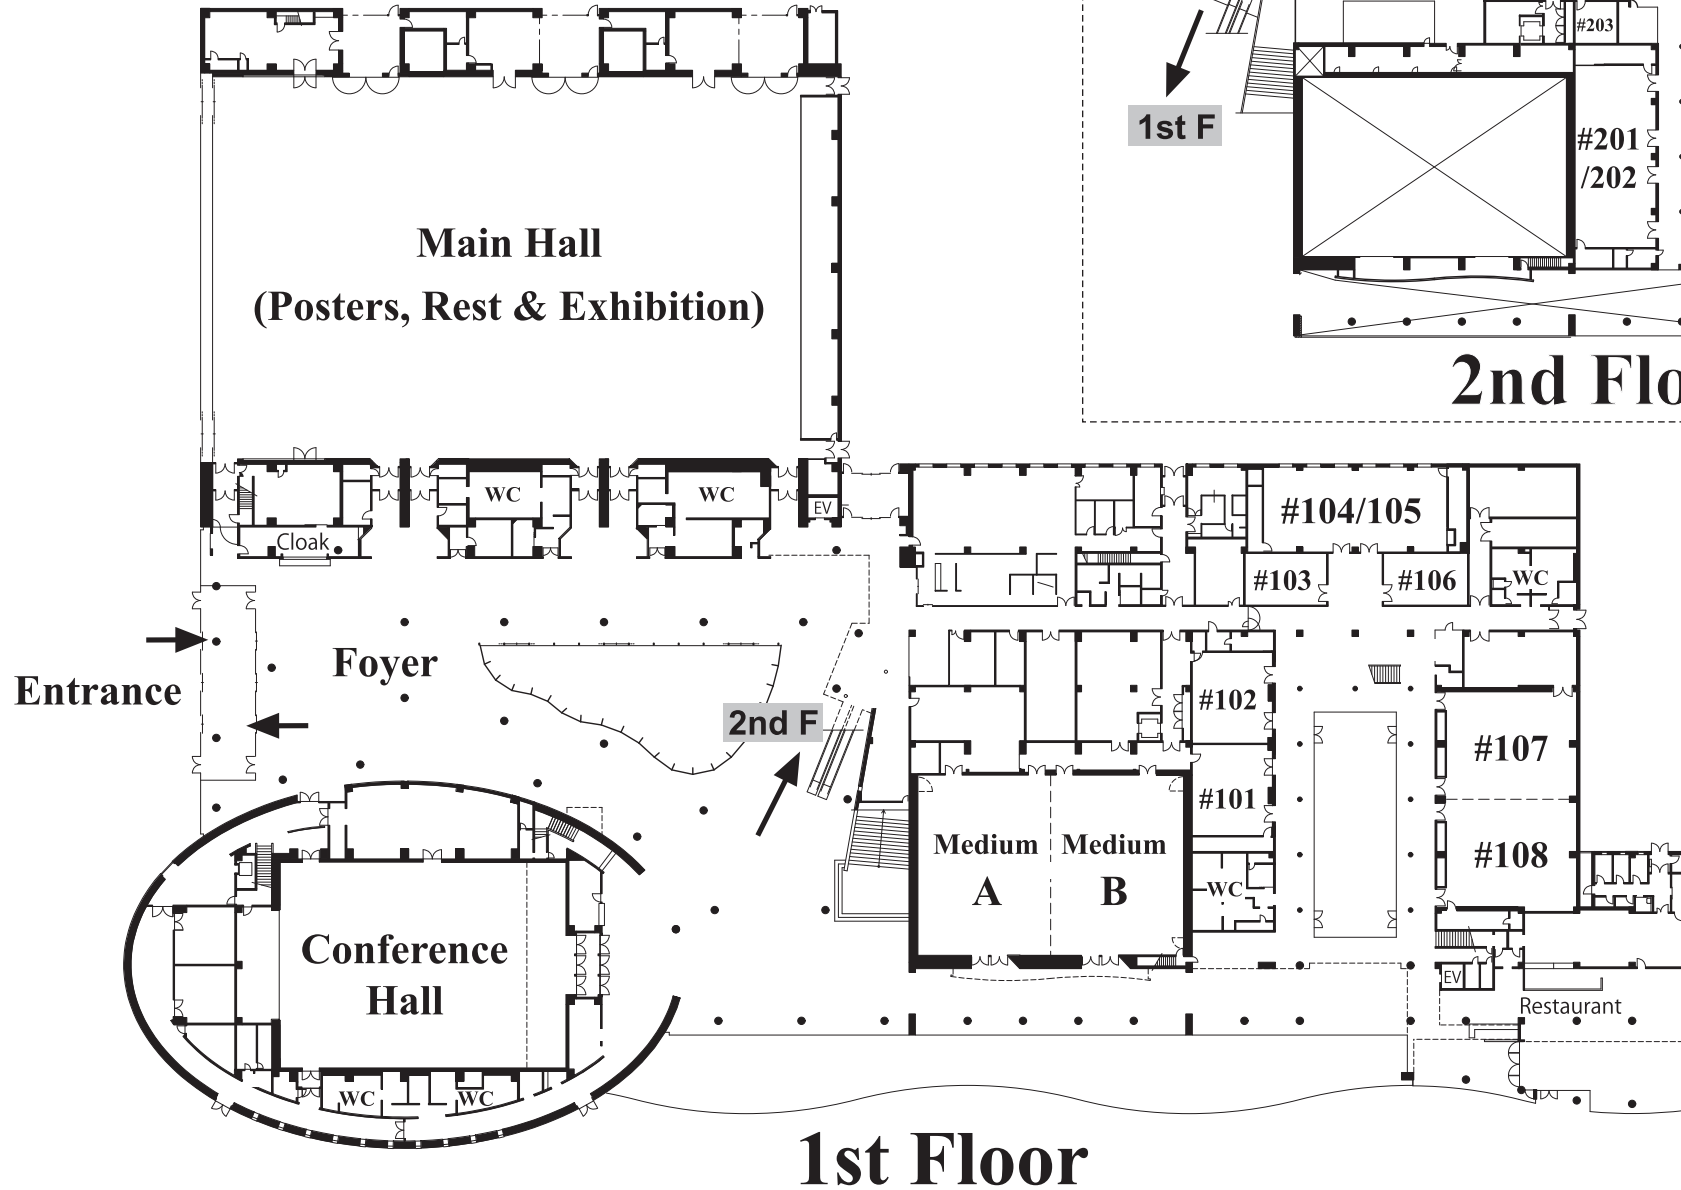 #203
1st F
#201
/202
Main Hall
(Posters, Rest & Exhibition)
2nd Flo
WC
WC
EV
Cloak
#104/105
#103
#106
WC
Foyer
Entrance
2nd F
#102
#107
#101
Medium
A
Medium
B
#108
WC
Conference
Hall
EV
Restaurant
WC
WC
1st Floor